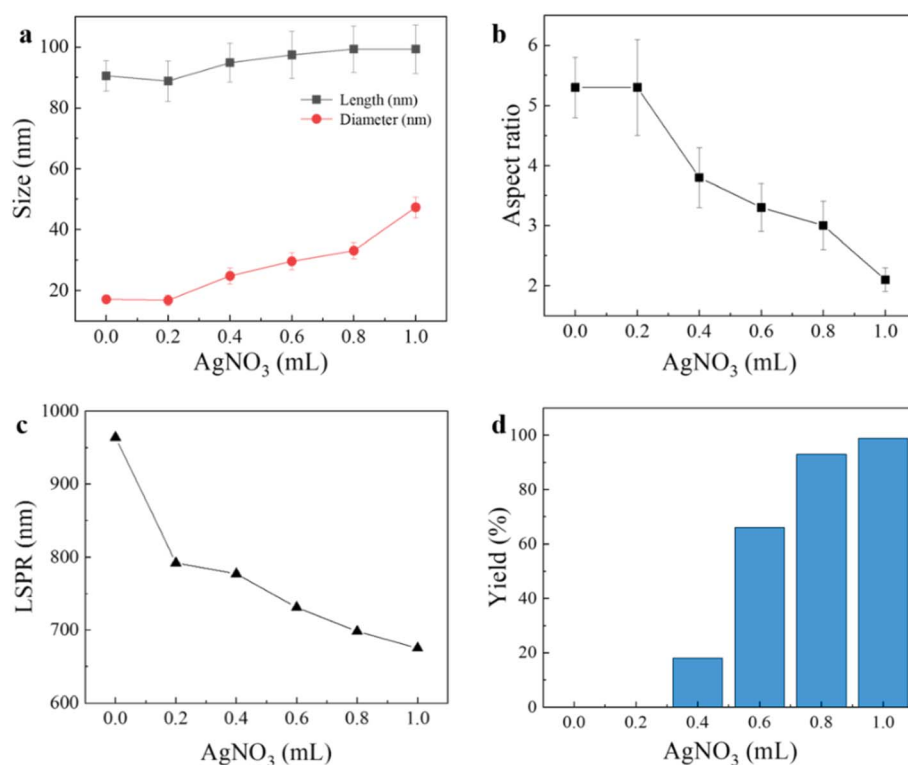 a
Size (nm)
100
80
60
40
20
Length (nm)
Diameter (nm)
0.0 0.2 0.4 0.6 0.8 1.0
AgNO₃ (mL)
b
Aspect ratio
6
5
4
3
2
0.0 0.2 0.4 0.6 0.8 1.0
AgNO₃ (mL)
c
LSPR (nm)
1000
900
800
700
600
0.0 0.2 0.4 0.6 0.8 1.0
AgNO₃ (mL)
d
Yield (%)
100
80
60
40
20
0
0.0 0.2 0.4 0.6 0.8 1.0
AgNO₃ (mL)